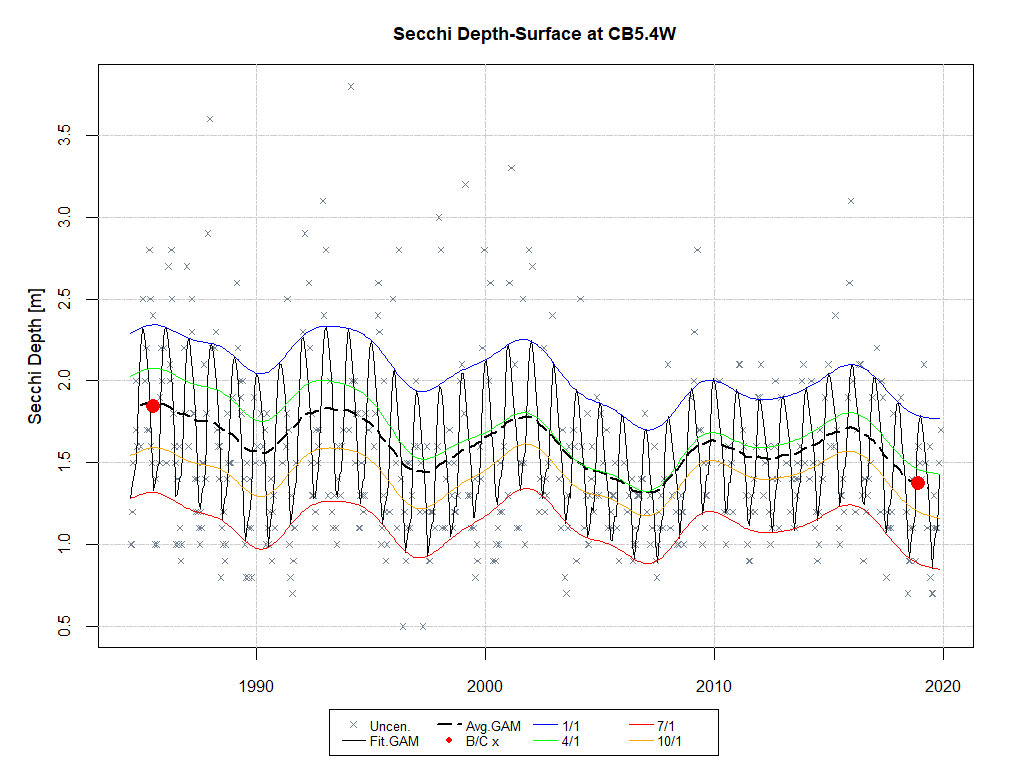 Secchi Depth-Surface at CB5.4W
Secchi Depth [m]
3.5
3.0
2.5
2.0
1.5
1.0
0.5
1990 2000 2010 2020
Uncen. Avg.GAM 1/1 7/1
Fit.GAM B/C x 4/1 10/1